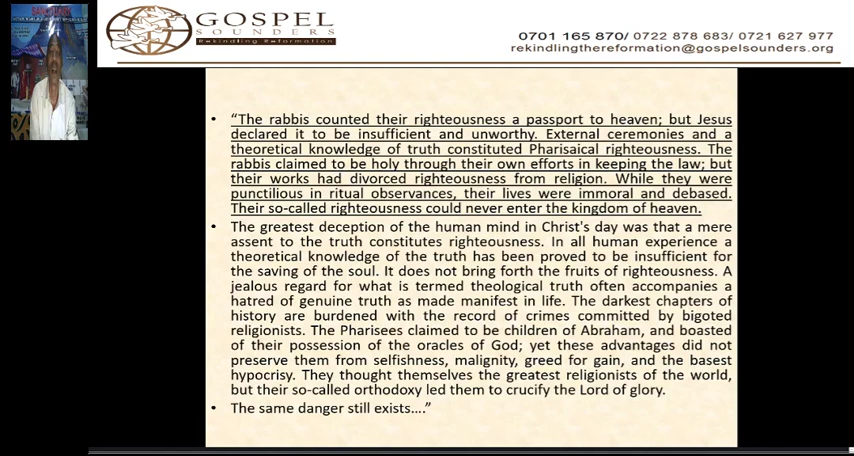 GOSPEL
SOUNDERS
Rekindling Reformation
0701 165 870/ 0722 878 683/ 0721 627 977
rekindlingthereformation@gospelsounders.org
• “The rabbis counted their righteousness a passport to heaven; but Jesus
declared it to be insufficient and unworthy. External ceremonies and a
theoretical knowledge of truth constituted Pharisaical righteousness. The
rabbis claimed to be holy through their own efforts in keeping the law; but
their works had divorced righteousness from religion. While they were
punctilious in ritual observances, their lives were immoral and debased.
Their so-called righteousness could never enter the kingdom of heaven.
• The greatest deception of the human mind in Christ's day was that a mere
assent to the truth constitutes righteousness. In all human experience a
theoretical knowledge of the truth has been proved to be insufficient for
the saving of the soul. It does not bring forth the fruits of righteousness. A
jealous regard for what is termed theological truth often accompanies a
hatred of genuine truth as made manifest in life. The darkest chapters of
history are burdened with the record of crimes committed by bigoted
religionists. The Pharisees claimed to be children of Abraham, and boasted
of their possession of the oracles of God; yet these advantages did not
preserve them from selfishness, malignity, greed for gain, and the basest
hypocrisy. They thought themselves the greatest religionists of the world,
but their so-called orthodoxy led them to crucify the Lord of glory.
• The same danger still exists....”